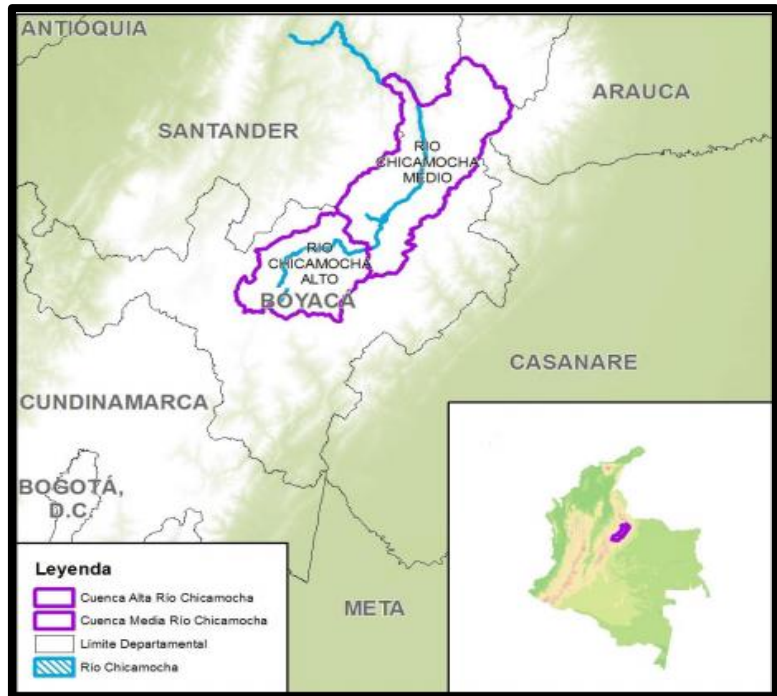 ANTIÓQUIA
ARAUCA
SANTANDER
RIO
CHICAMOCHA
MEDIO
RIO
CHICAMOCHA
ALTO
BOYACÁ
CASANARE
CUNDINAMARCA
BOGOTÁ,
D.C
META
Leyenda
Cuenca Alta Río Chicamocha
Cuenca Media Río Chicamocha
Límite Departamental
Río Chicamocha